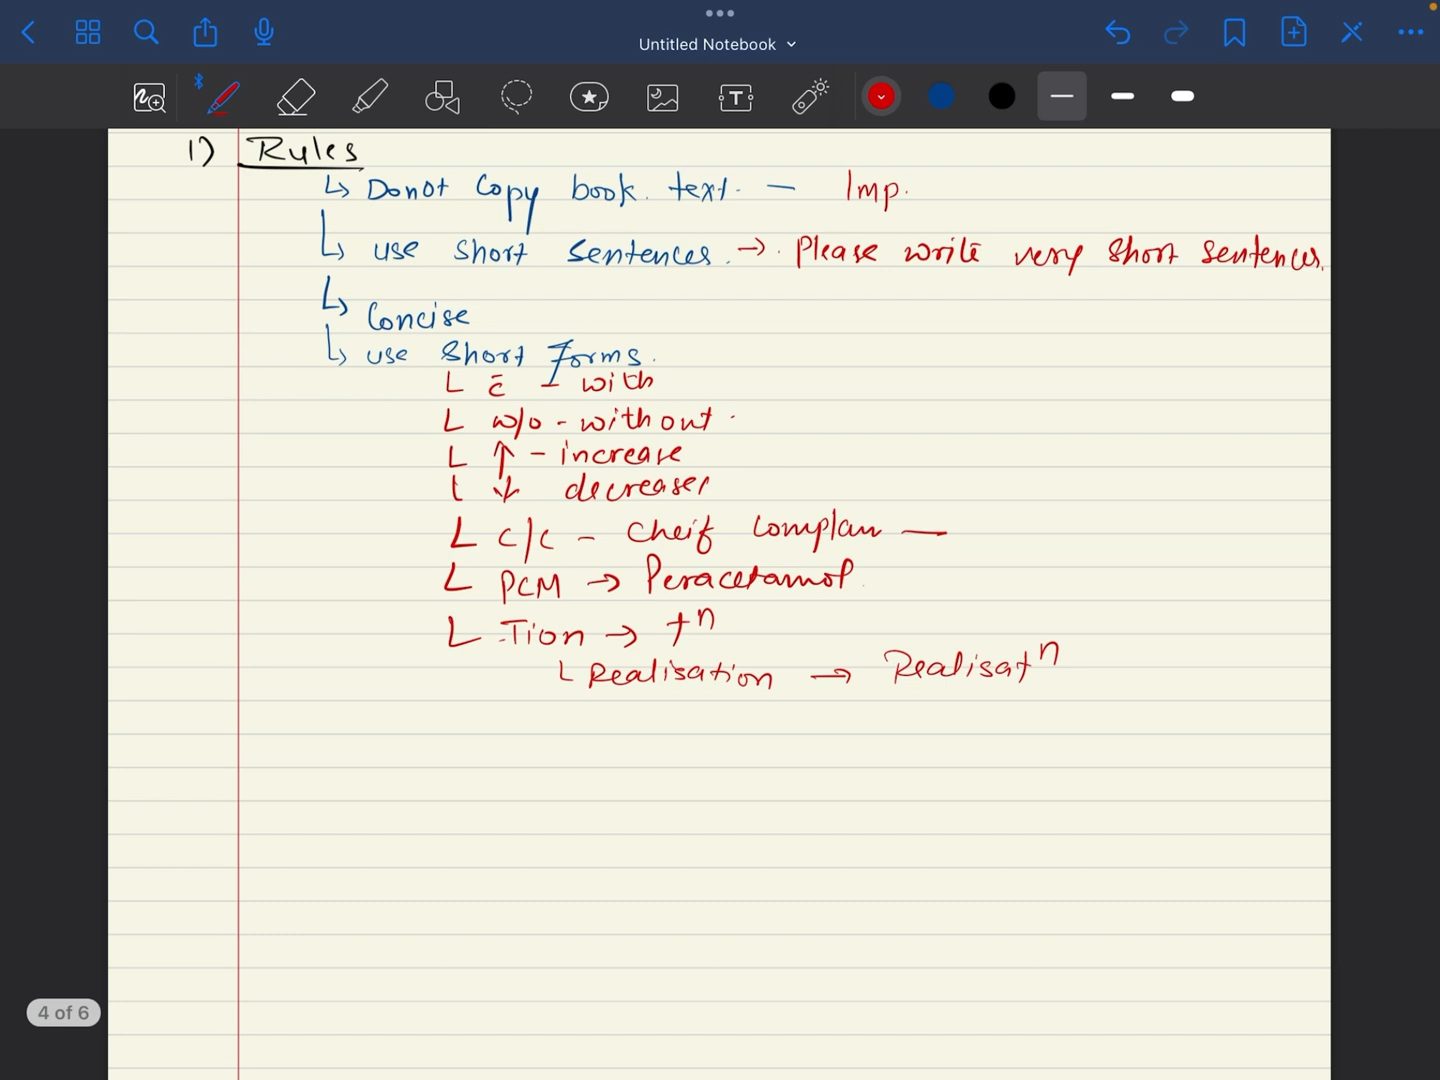 Untitled Notebook
1) Rules
↳ Donot Copy book. text. — Imp.
↳ use short sentences. → Please write very short sentences.
↳ Concise
↳ use short Forms.
L c̄ - with
L w/o - without
L ↑ - increase
L ↓ decreases
L c/c - Cheif Complan —
L PCM → Peracetamol
L -Tion → tⁿ
L Realisation → Realisatⁿ
4 of 6